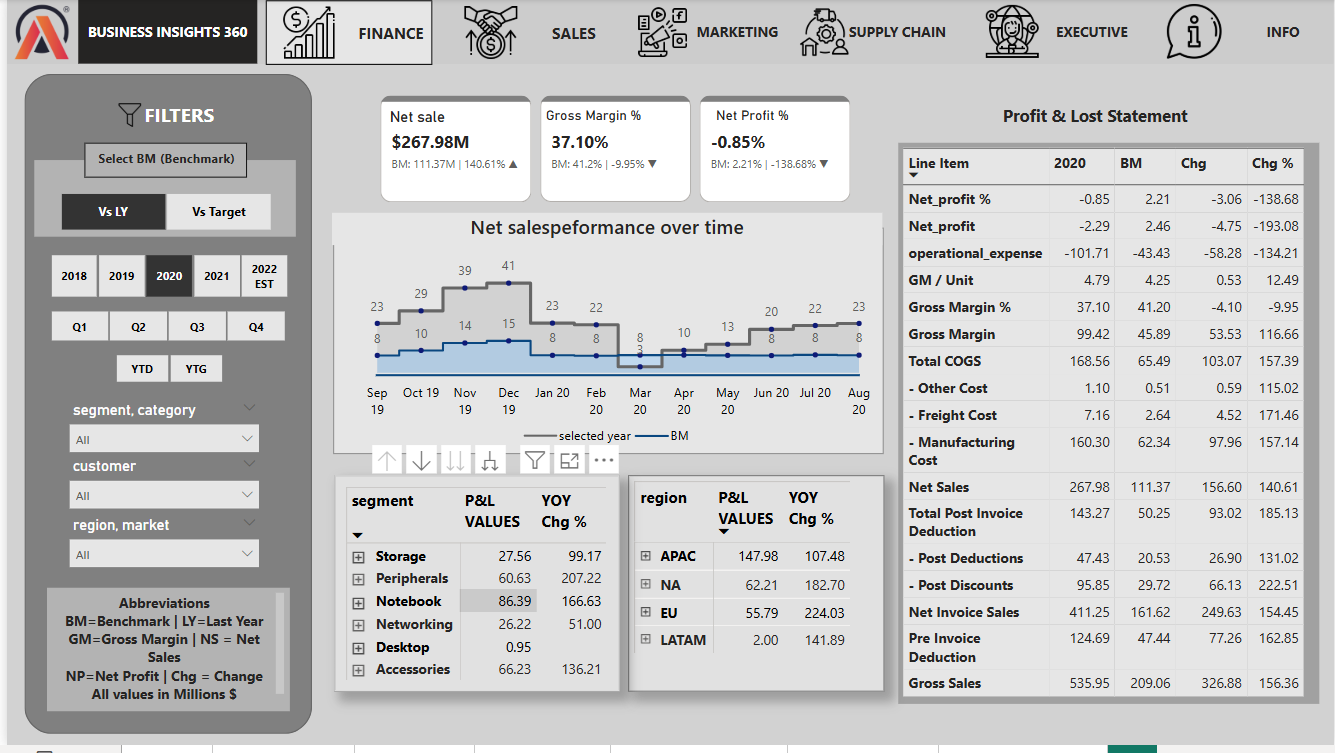 BUSINESS INSIGHTS 360
FINANCE
SALES
MARKETING
SUPPLY CHAIN
EXECUTIVE
INFO
FILTERS
Select BM (Benchmark)
Vs LY Vs Target
2018 2019 2020 2021 2022 EST
Q1 Q2 Q3 Q4
YTD YTG
segment, category
All
customer
All
region, market
All
Abbreviations
BM=Benchmark | LY=Last Year
GM=Gross Margin | NS = Net
Sales
NP=Net Profit | Chg = Change
All values in Millions $
Net sale
$267.98M
BM: 111.37M | 140.61% ▲
Gross Margin %
37.10%
BM: 41.2% | -9.95% ▼
Net Profit %
-0.85%
BM: 2.21% | -138.68% ▼
Net salespeformance over time
23 29 39 41 23 22 3 10 13 20 22 23
8 10 14 15 8 8 8 8 8 8
Sep 19 Oct 19 Nov 19 Dec 19 Jan 20 Feb 20 Mar 20 Apr 20 May 20 Jun 20 Jul 20 Aug 20
selected year BM
segment P&L VALUES YOY Chg %
Storage 27.56 99.17
Peripherals 60.63 207.22
Notebook 86.39 166.63
Networking 26.22 51.00
Desktop 0.95
Accessories 66.23 136.21
region P&L VALUES YOY Chg %
APAC 147.98 107.48
NA 62.21 182.70
EU 55.79 224.03
LATAM 2.00 141.89
Profit & Lost Statement
Line Item 2020 BM Chg Chg %
Net_profit % -0.85 2.21 -3.06 -138.68
Net_profit -2.29 2.46 -4.75 -193.08
operational_expense -101.71 -43.43 -58.28 -134.21
GM / Unit 4.79 4.25 0.53 12.49
Gross Margin % 37.10 41.20 -4.10 -9.95
Gross Margin 99.42 45.89 53.53 116.66
Total COGS 168.56 65.49 103.07 157.39
- Other Cost 1.10 0.51 0.59 115.02
- Freight Cost 7.16 2.64 4.52 171.46
- Manufacturing Cost 160.30 62.34 97.96 157.14
Net Sales 267.98 111.37 156.60 140.61
Total Post Invoice Deduction 143.27 50.25 93.02 185.13
- Post Deductions 47.43 20.53 26.90 131.02
- Post Discounts 95.85 29.72 66.13 222.51
Net Invoice Sales 411.25 161.62 249.63 154.45
Pre Invoice Deduction 124.69 47.44 77.26 162.85
Gross Sales 535.95 209.06 326.88 156.36